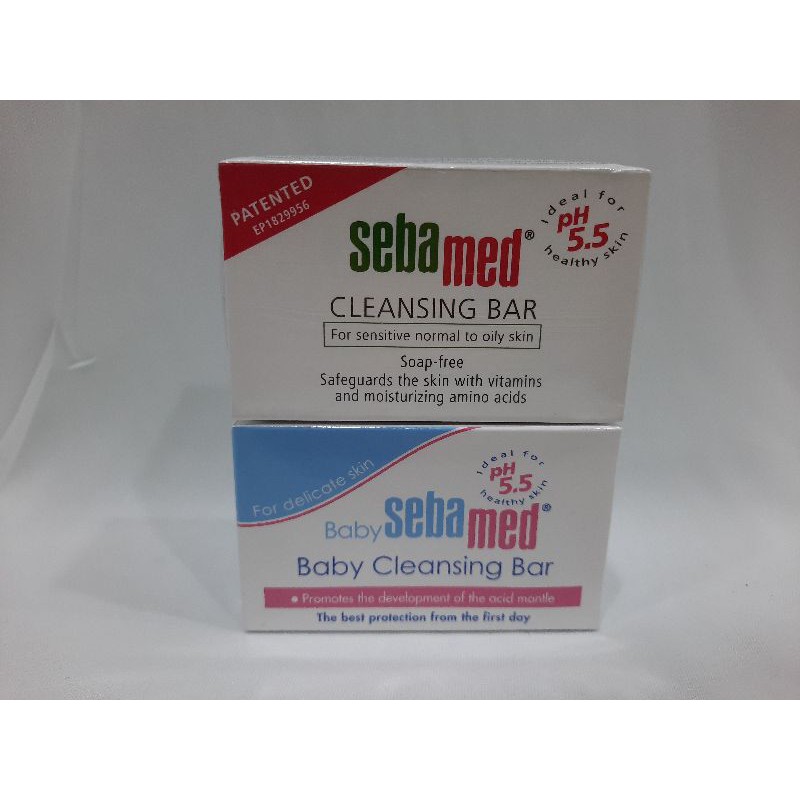 PATENTED
EP1829956
sebamed®
ideal for
pH
5.5
healthy skin
CLEANSING BAR
For sensitive normal to oily skin
Soap-free
Safeguards the skin with vitamins
and moisturizing amino acids
For delicate skin
ideal for
pH
5.5
healthy skin
Baby sebamed®
Baby Cleansing Bar
• Promotes the development of the acid mantle
The best protection from the first day